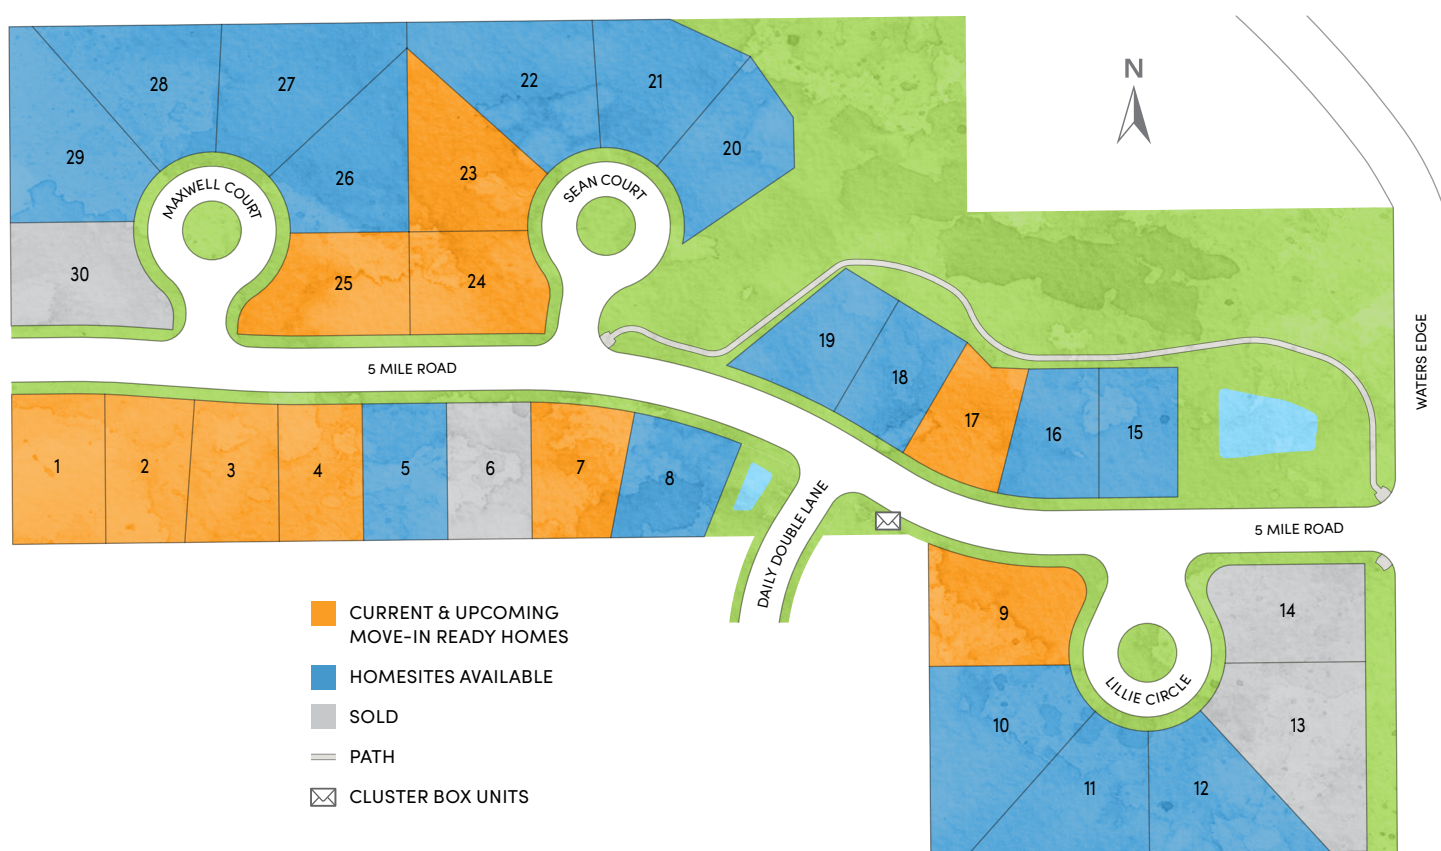 28
27
22
21
N
29
26
23
20
MAXWELL COURT
SEAN COURT
30
25
24
19
18
17
16
15
5 MILE ROAD
WATERS EDGE
1
2
3
4
5
6
7
8
DAILY DOUBLE LANE
5 MILE ROAD
9
14
LILLIE CIRCLE
10
13
11
12
CURRENT & UPCOMING
MOVE-IN READY HOMES
HOMESITES AVAILABLE
SOLD
PATH
CLUSTER BOX UNITS